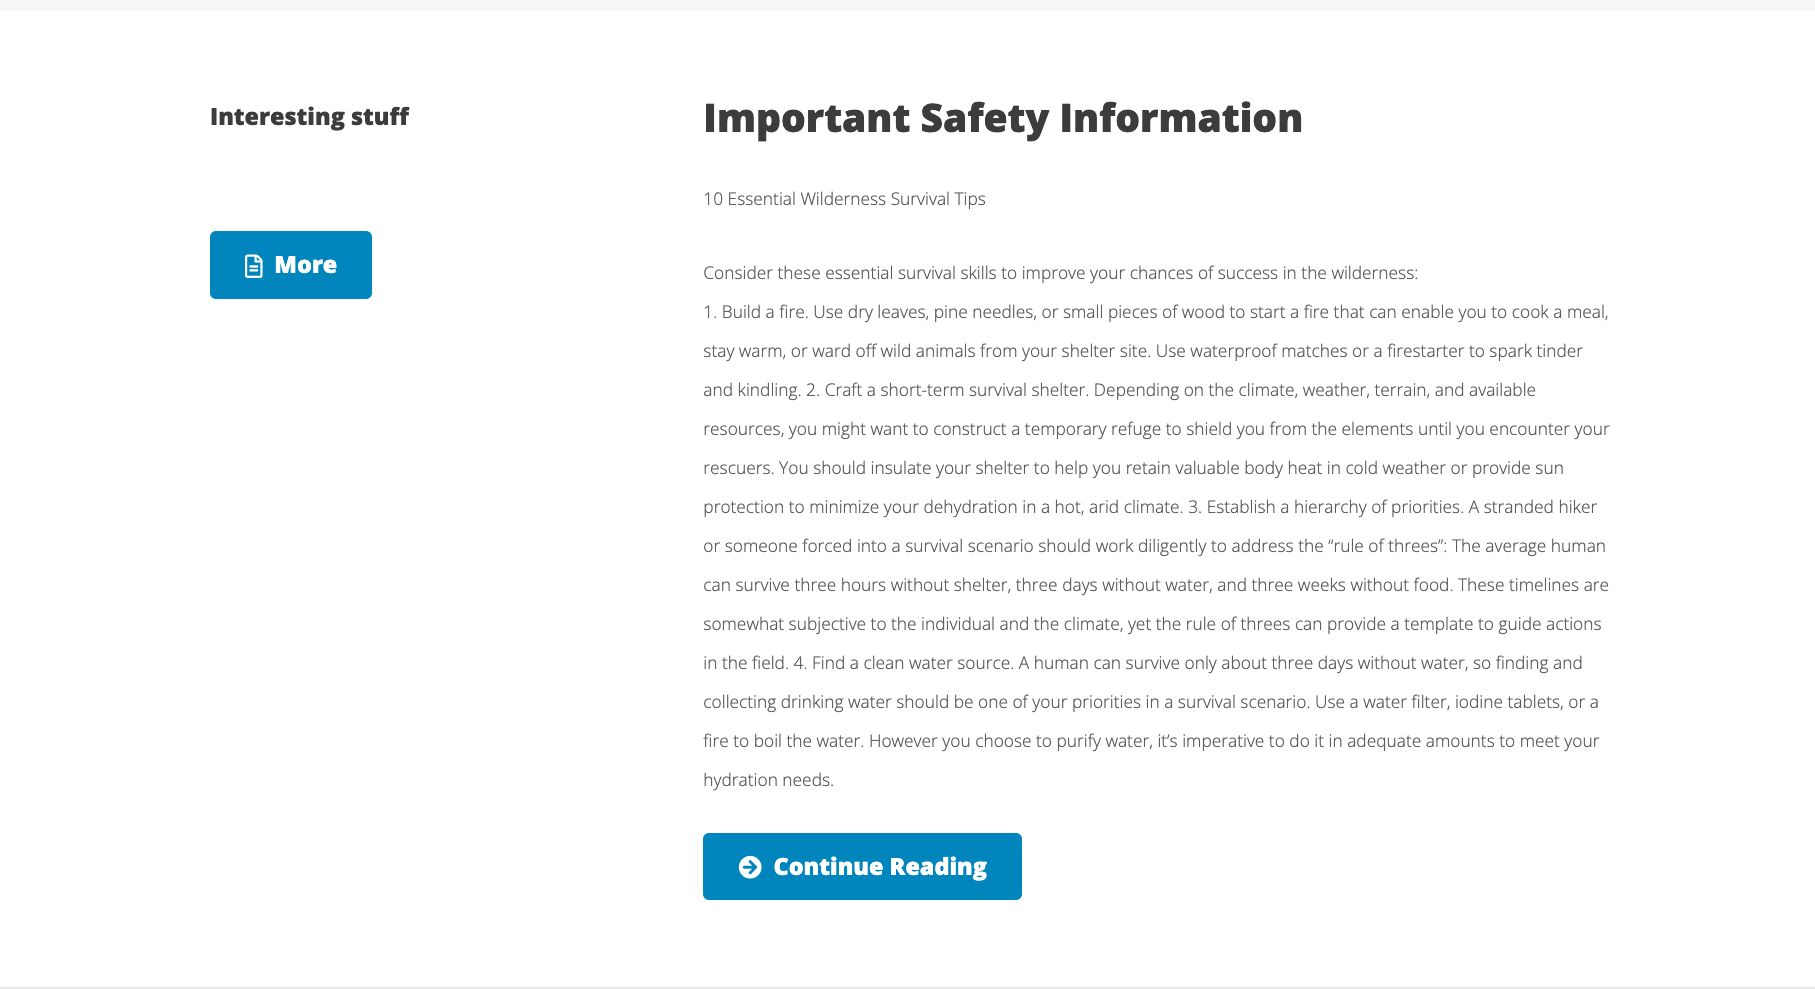 Interesting stuff
More
Important Safety Information
10 Essential Wilderness Survival Tips
Consider these essential survival skills to improve your chances of success in the wilderness:
1. Build a fire. Use dry leaves, pine needles, or small pieces of wood to start a fire that can enable you to cook a meal,
stay warm, or ward off wild animals from your shelter site. Use waterproof matches or a firestarter to spark tinder
and kindling. 2. Craft a short-term survival shelter. Depending on the climate, weather, terrain, and available
resources, you might want to construct a temporary refuge to shield you from the elements until you encounter your
rescuers. You should insulate your shelter to help you retain valuable body heat in cold weather or provide sun
protection to minimize your dehydration in a hot, arid climate. 3. Establish a hierarchy of priorities. A stranded hiker
or someone forced into a survival scenario should work diligently to address the “rule of threes”: The average human
can survive three hours without shelter, three days without water, and three weeks without food. These timelines are
somewhat subjective to the individual and the climate, yet the rule of threes can provide a template to guide actions
in the field. 4. Find a clean water source. A human can survive only about three days without water, so finding and
collecting drinking water should be one of your priorities in a survival scenario. Use a water filter, iodine tablets, or a
fire to boil the water. However you choose to purify water, it’s imperative to do it in adequate amounts to meet your
hydration needs.
Continue Reading